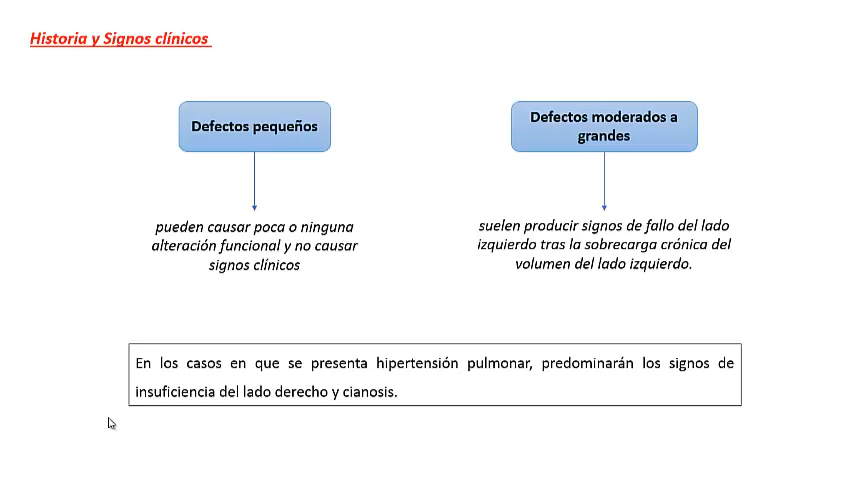 Historia y Signos clínicos
Defectos pequeños
Defectos moderados a
grandes
pueden causar poca o ninguna
alteración funcional y no causar
signos clínicos
suelen producir signos de fallo del lado
izquierdo tras la sobrecarga crónica del
volumen del lado izquierdo.
En los casos en que se presenta hipertensión pulmonar, predominarán los signos de
insuficiencia del lado derecho y cianosis.